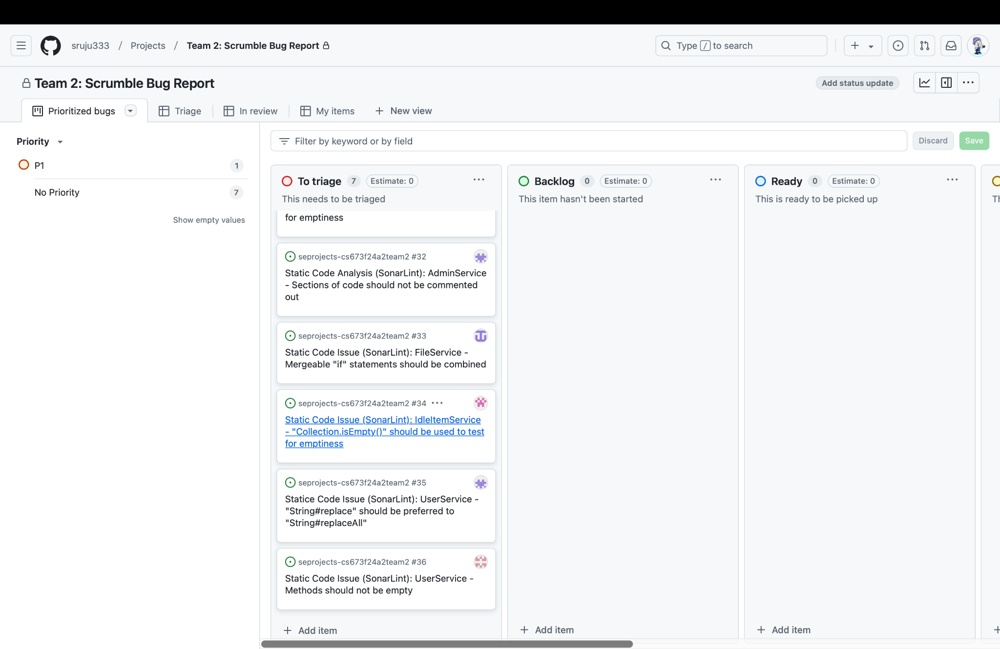 sruju333 / Projects / Team 2: Scrumble Bug Report
Type / to search
Team 2: Scrumble Bug Report
Add status update
Prioritized bugs
Triage
In review
My items
New view
Priority
P1 1
No Priority 7
Show empty values
Filter by keyword or by field
Discard
Save
To triage 7 Estimate: 0
This needs to be triaged
for emptiness
seprojects-cs673f24a2team2 #32
Static Code Analysis (SonarLint): AdminService
- Sections of code should not be commented
out
seprojects-cs673f24a2team2 #33
Static Code Issue (SonarLint): FileService -
Mergeable "if" statements should be combined
seprojects-cs673f24a2team2 #34
Static Code Issue (SonarLint): IdleItemService
- "Collection.isEmpty()" should be used to test
for emptiness
seprojects-cs673f24a2team2 #35
Statice Code Issue (SonarLint): UserService -
"String#replace" should be preferred to
"String#replaceAll"
seprojects-cs673f24a2team2 #36
Static Code Issue (SonarLint): UserService -
Methods should not be empty
+ Add item
Backlog 0 Estimate: 0
This item hasn't been started
+ Add item
Ready 0 Estimate: 0
This is ready to be picked up
+ Add item